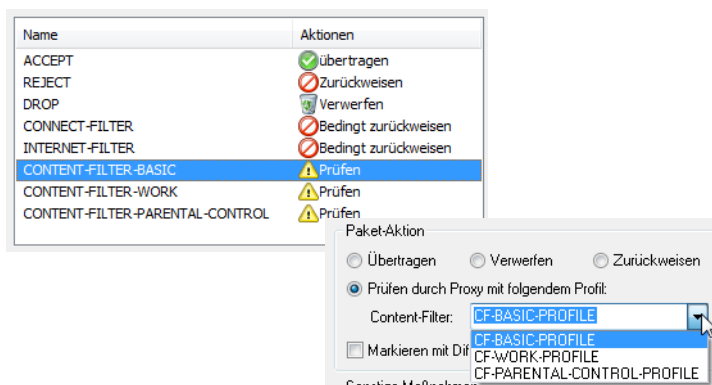 Name Aktionen
ACCEPT übertragen
REJECT Zurückweisen
DROP Verwerfen
CONNECT-FILTER Bedingt zurückweisen
INTERNET-FILTER Bedingt zurückweisen
CONTENT-FILTER-BASIC Prüfen
CONTENT-FILTER-WORK Prüfen
CONTENT-FILTER-PARENTAL-CONTROL Prüfen
Paket-Aktion
Übertragen Verwerfen Zurückweisen
Prüfen durch Proxy mit folgendem Profil:
Content-Filter: CF-BASIC-PROFILE
CF-BASIC-PROFILE
Markieren mit Dif
CF-WORK-PROFILE
CF-PARENTAL-CONTROL-PROFILE